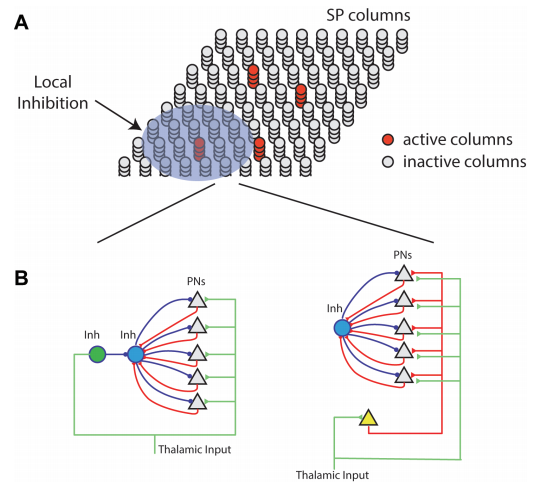 A
SP columns
Local
Inhibition
active columns
inactive columns
B
PNs
Inh
Inh
Thalamic Input
PNs
Inh
Thalamic Input